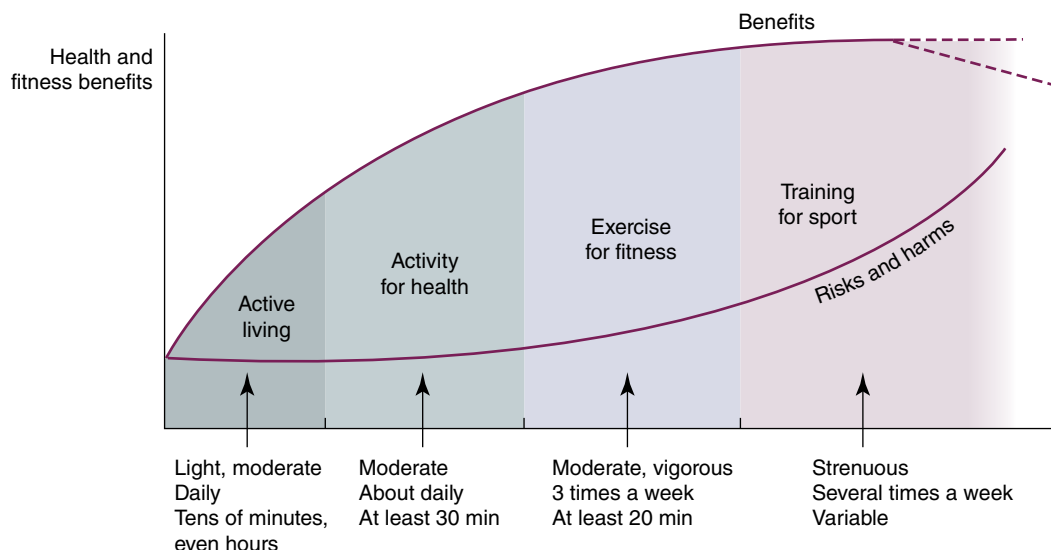 Benefits
Health and
fitness benefits
Training
for sport
Exercise
for fitness
Activity
for health
Active
living
Risks and harms
Light, moderate
Daily
Tens of minutes,
even hours
Moderate
About daily
At least 30 min
Moderate, vigorous
3 times a week
At least 20 min
Strenuous
Several times a week
Variable